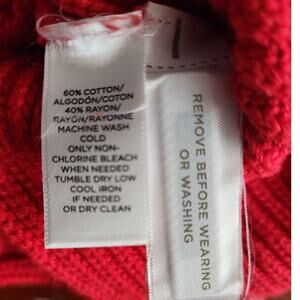 60% COTTON/
ALGODÓN/COTON
40% RAYON/
RAYÓN/RAYONNE
MACHINE WASH
COLD
ONLY NON-
CHLORINE BLEACH
WHEN NEEDED
TUMBLE DRY LOW
COOL IRON
IF NEEDED
OR DRY CLEAN
REMOVE BEFORE WEARING
OR WASHING